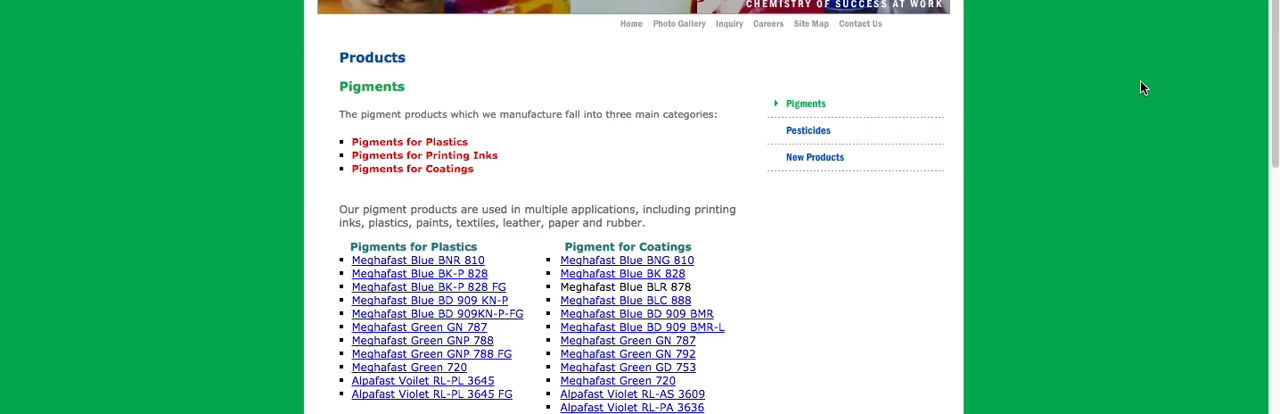 CHEMISTRY OF SUCCESS AT WORK
Home Photo Gallery Inquiry Careers Site Map Contact Us
Products
Pigments
The pigment products which we manufacture fall into three main categories:
Pigments for Plastics
Pigments for Printing Inks
Pigments for Coatings
Pigments
Pesticides
New Products
Our pigment products are used in multiple applications, including printing
inks, plastics, paints, textiles, leather, paper and rubber.
Pigments for Plastics
Meghafast Blue BNR 810
Meghafast Blue BK-P 828
Meghafast Blue BK-P 828 FG
Meghafast Blue BD 909 KN-P
Meghafast Blue BD 909KN-P-FG
Meghafast Green GN 787
Meghafast Green GNP 788
Meghafast Green GNP 788 FG
Meghafast Green 720
Alpafast Voilet RL-PL 3645
Alpafast Voilet RL-PL 3645 FG
Pigment for Coatings
Meghafast Blue BNG 810
Meghafast Blue BK 828
Meghafast Blue BLR 878
Meghafast Blue BLC 888
Meghafast Blue BD 909 BMR
Meghafast Blue BD 909 BMR-L
Meghafast Green GN 787
Meghafast Green GN 792
Meghafast Green GD 753
Meghafast Green 720
Alpafast Violet RL-AS 3609
Alpafast Violet RL-PA 3636